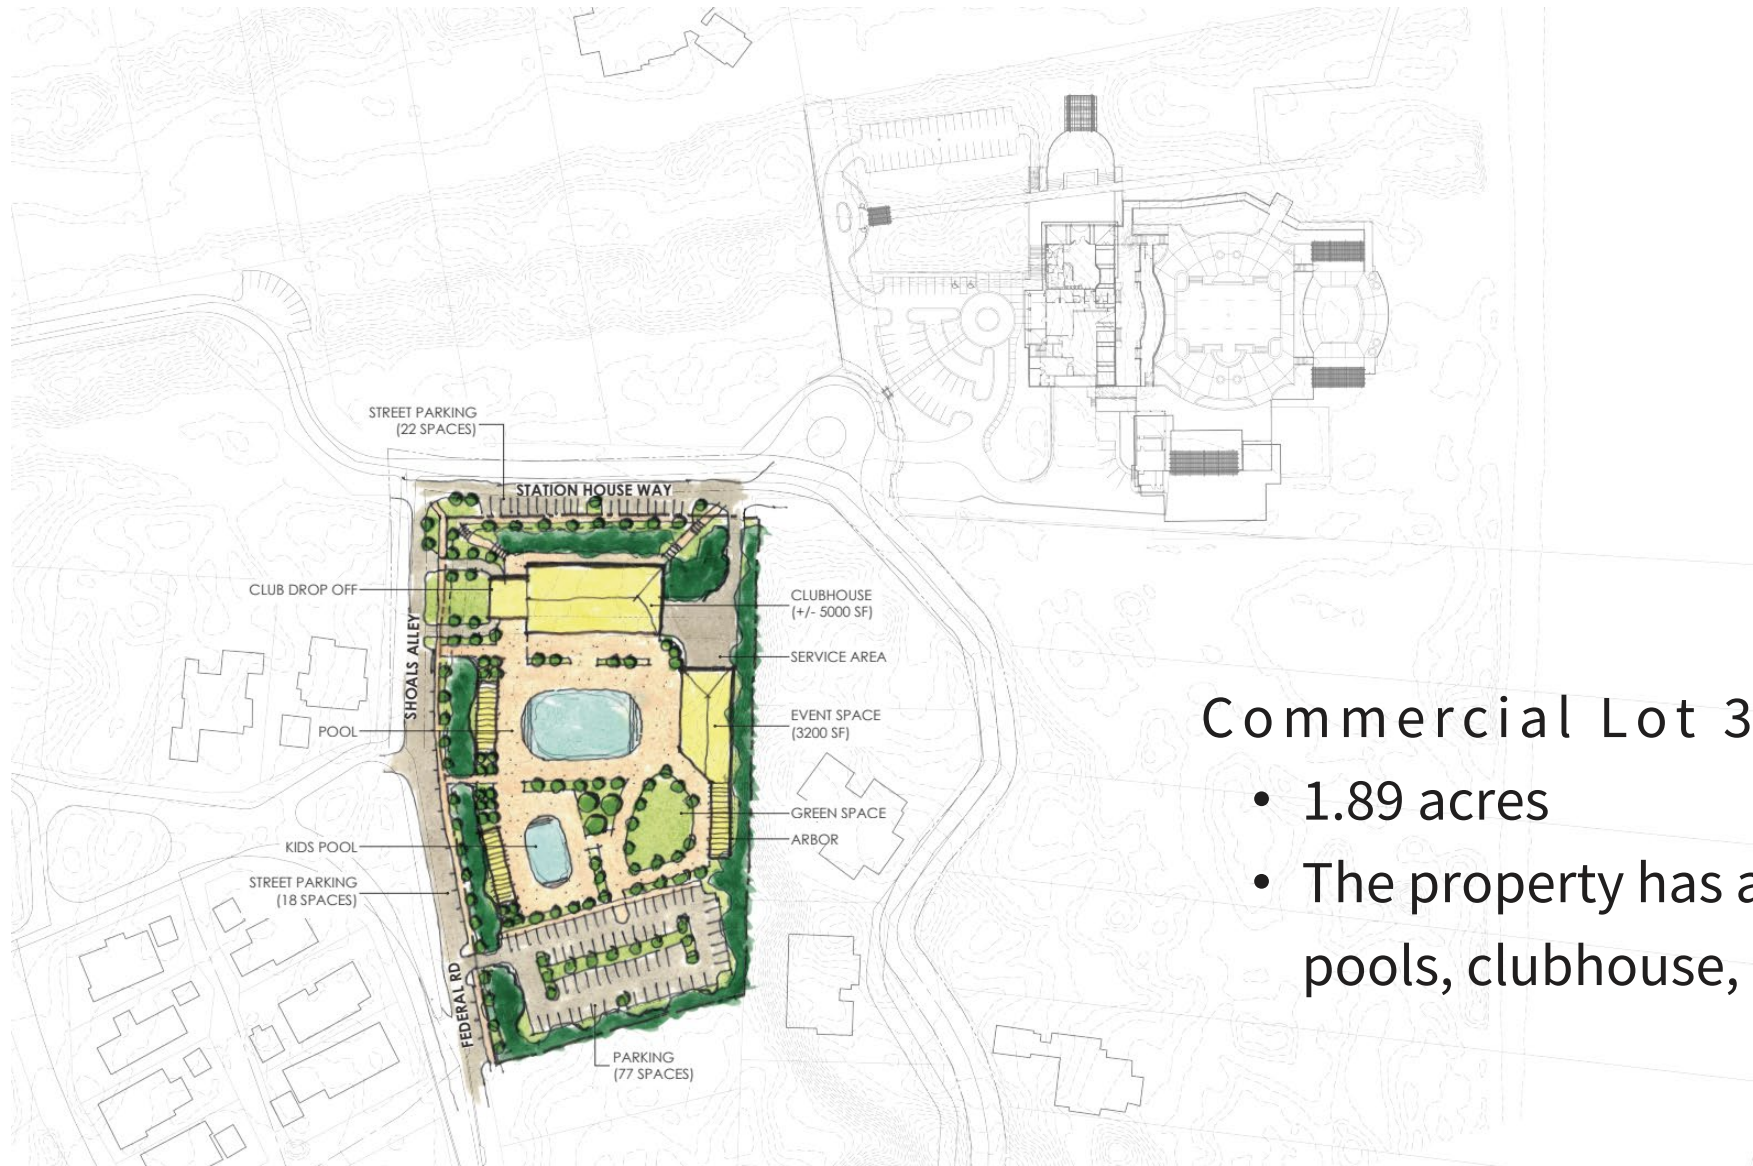 STREET PARKING
(22 SPACES)
STATION HOUSE WAY
CLUB DROP OFF
CLUBHOUSE
(+/- 5000 SF)
SHOALS ALLEY
SERVICE AREA
EVENT SPACE
(3200 SF)
POOL
GREEN SPACE
ARBOR
KIDS POOL
STREET PARKING
(18 SPACES)
FEDERAL RD
PARKING
(77 SPACES)
Commercial Lot 3
• 1.89 acres
• The property has a
pools, clubhouse,